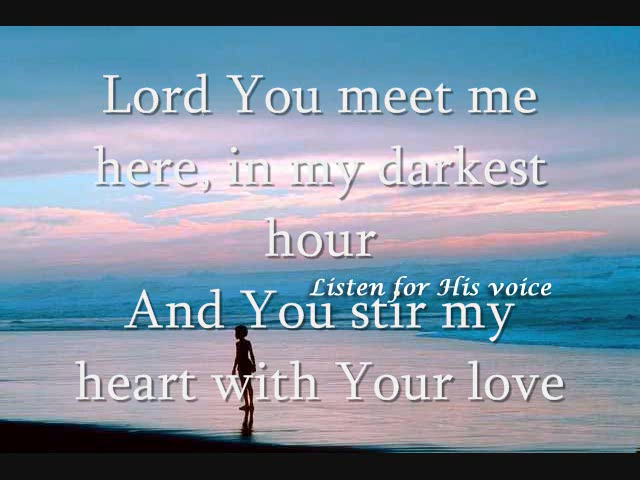 Lord You meet me
here, in my darkest
hour
Listen for His voice
And You stir my
heart with Your love